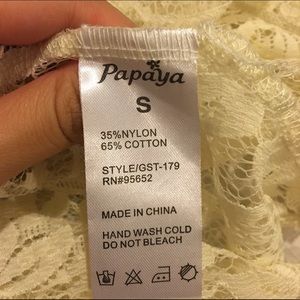 Papaya
S
35%NYLON
65% COTTON
STYLE/GST-179
RN#95652
MADE IN CHINA
HAND WASH COLD
DO NOT BLEACH